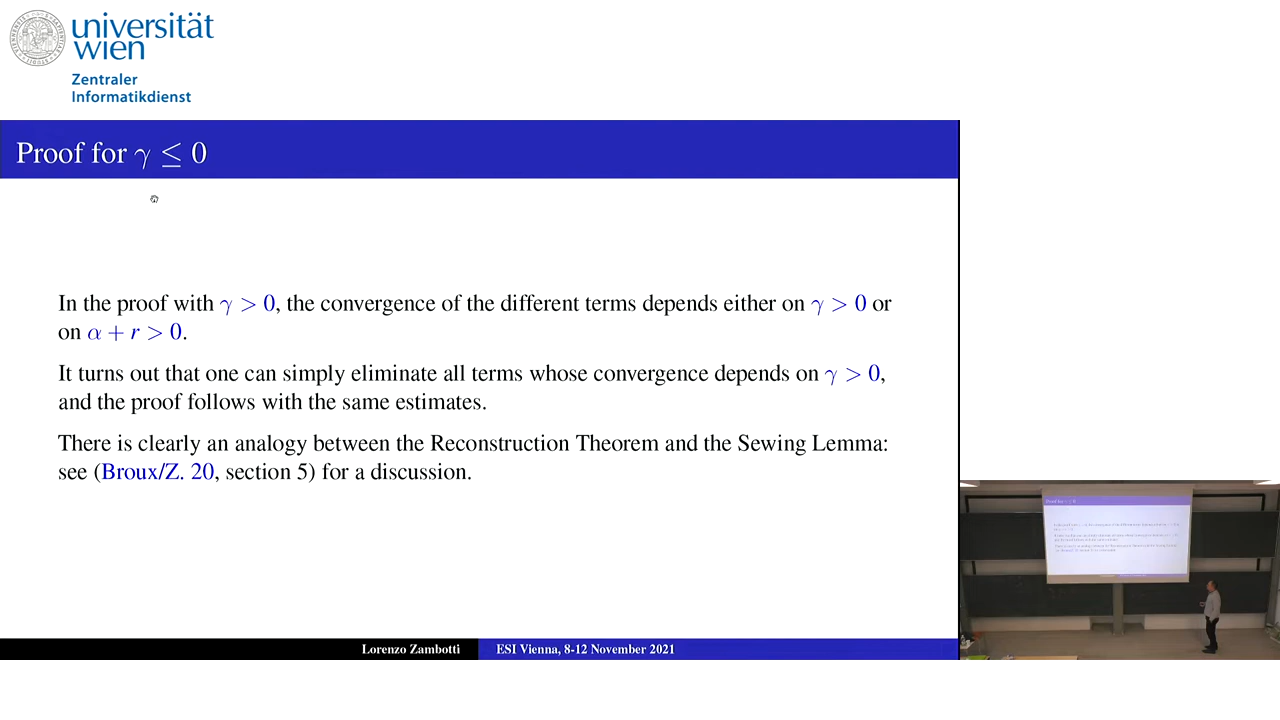 universität
wien
Zentraler
Informatikdienst
Proof for γ ≤ 0
In the proof with γ > 0, the convergence of the different terms depends either on γ > 0 or
on α + r > 0.
It turns out that one can simply eliminate all terms whose convergence depends on γ > 0,
and the proof follows with the same estimates.
There is clearly an analogy between the Reconstruction Theorem and the Sewing Lemma:
see (Broux/Z. 20, section 5) for a discussion.
Lorenzo Zambotti
ESI Vienna, 8-12 November 2021
Proof for γ ≤ 0